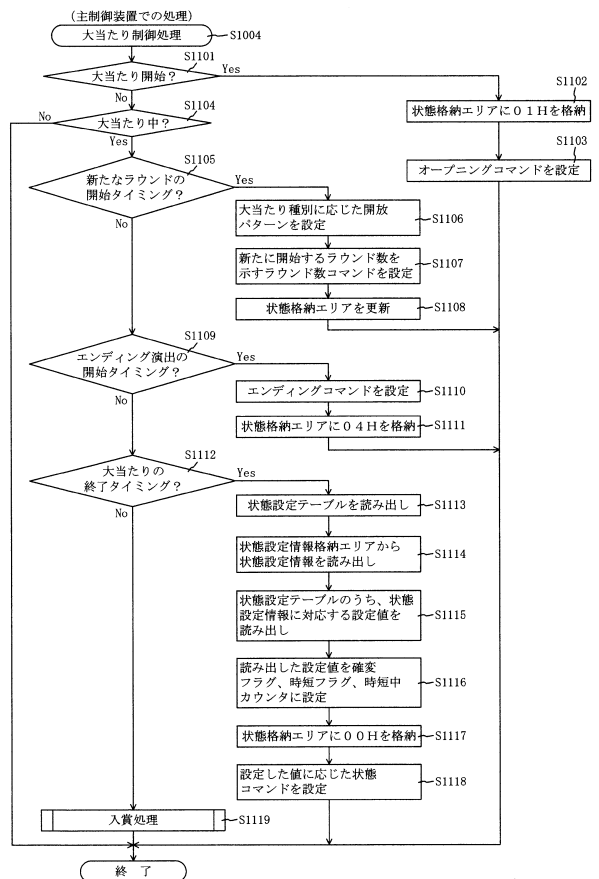 (主制御装置での処理)
大当たり制御処理
S1004
S1101
大当たり開始？
Yes
No
S1102
状態格納エリアに０１Ｈを格納
S1103
オープニングコマンドを設定
S1104
No
大当たり中？
Yes
S1105
新たなラウンドの
開始タイミング？
Yes
No
大当たり種別に応じた開放
パターンを設定
S1106
新たに開始するラウンド数を
示すラウンド数コマンドを設定
S1107
状態格納エリアを更新
S1108
S1109
エンディング演出の
開始タイミング？
Yes
No
エンディングコマンドを設定
S1110
状態格納エリアに０４Ｈを格納
S1111
S1112
大当たりの
終了タイミング？
Yes
No
状態設定テーブルを読み出し
S1113
状態設定情報格納エリアから
状態設定情報を読み出し
S1114
状態設定テーブルのうち、状態
設定情報に対応する設定値を
読み出し
S1115
読み出した設定値を確変
フラグ、時短フラグ、時短中
カウンタに設定
S1116
状態格納エリアに００Ｈを格納
S1117
設定した値に応じた状態
コマンドを設定
S1118
入賞処理
S1119
終 了